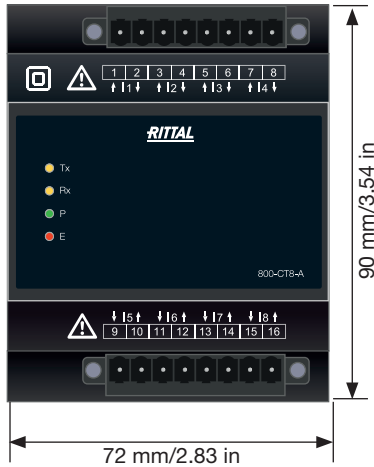 1 2 3 4 5 6 7 8
I1 I2 I3 I4
RITTAL
Tx
Rx
P
E
800-CT8-A
I5 I6 I7 I8
9 10 11 12 13 14 15 16
90 mm/3.54 in
72 mm/2.83 in